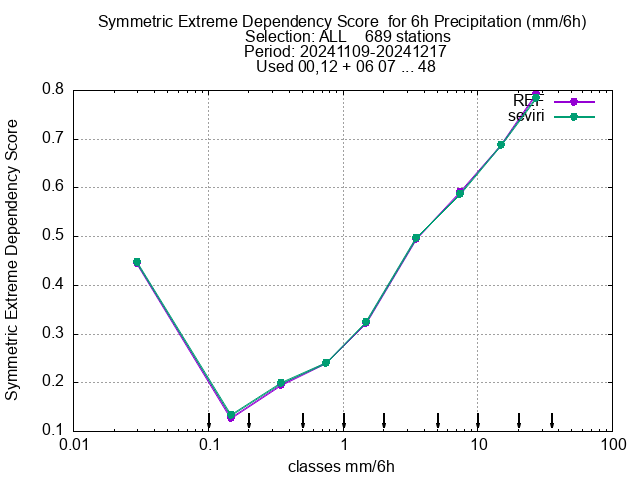 Symmetric Extreme Dependency Score  for 6h Precipitation (mm/6h)
Selection: ALL    689 stations
Period: 20241109-20241217
Used 00,12 + 06 07 ... 48
REF
seviri
0.8
0.7
0.6
0.5
0.4
0.3
0.2
0.1
Symmetric Extreme Dependency Score
0.01
0.1
1
10
100
classes mm/6h